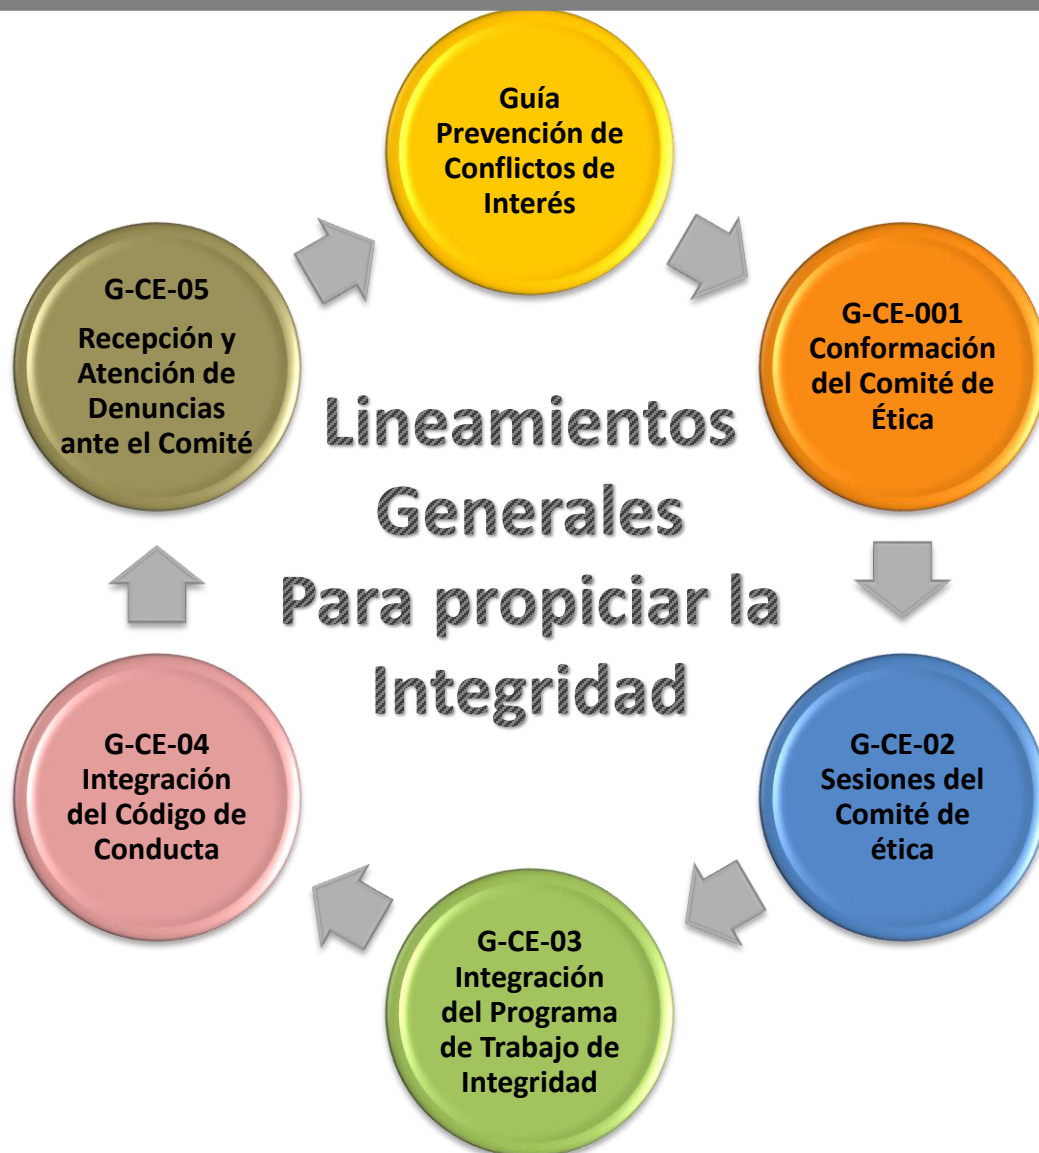 Guía
Prevención de
Conflictos de
Interés
G-CE-001
Conformación
del Comité de
Ética
G-CE-02
Sesiones del
Comité de
ética
G-CE-03
Integración
del Programa
de Trabajo de
Integridad
G-CE-04
Integración
del Código de
Conducta
G-CE-05
Recepción y
Atención de
Denuncias
ante el Comité
Lineamientos
Generales
Para propiciar la
Integridad